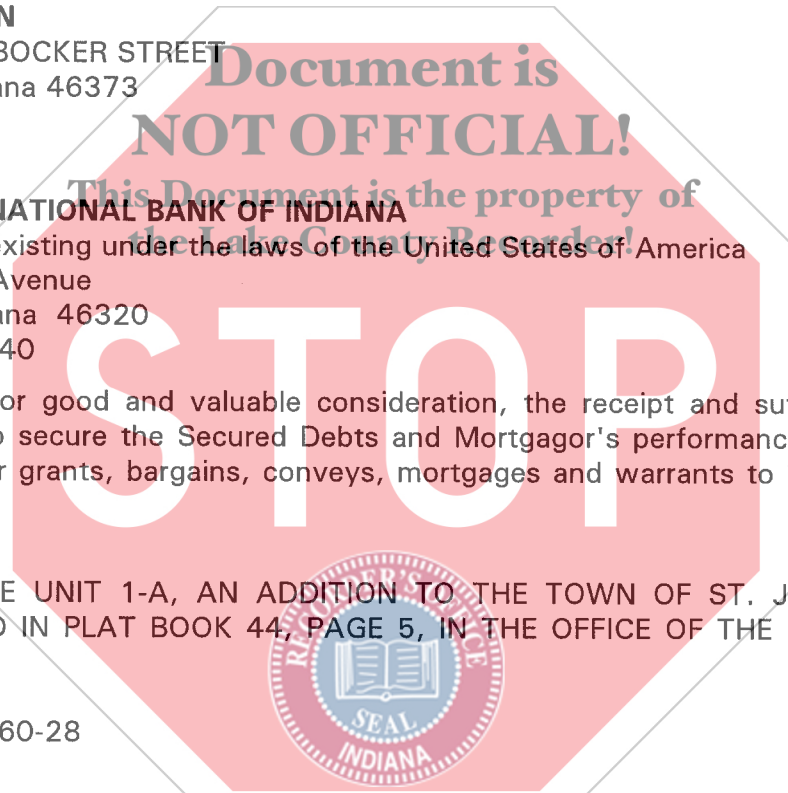 N
BOCKER STREET
Document is
ana 46373
NOT OFFICIAL!
This Document is the property of
NATIONAL BANK OF INDIANA
the Lake County Recorder!
existing under the laws of the United States of America
Avenue
ana 46320
40
STOP
or good and valuable consideration, the receipt and suf
o secure the Secured Debts and Mortgagor's performanc
r grants, bargains, conveys, mortgages and warrants to
E UNIT 1-A, AN ADDITION TO THE TOWN OF ST. J
D IN PLAT BOOK 44, PAGE 5, IN THE OFFICE OF THE
RECORDER'S OFFICE
SEAL
INDIANA
60-28